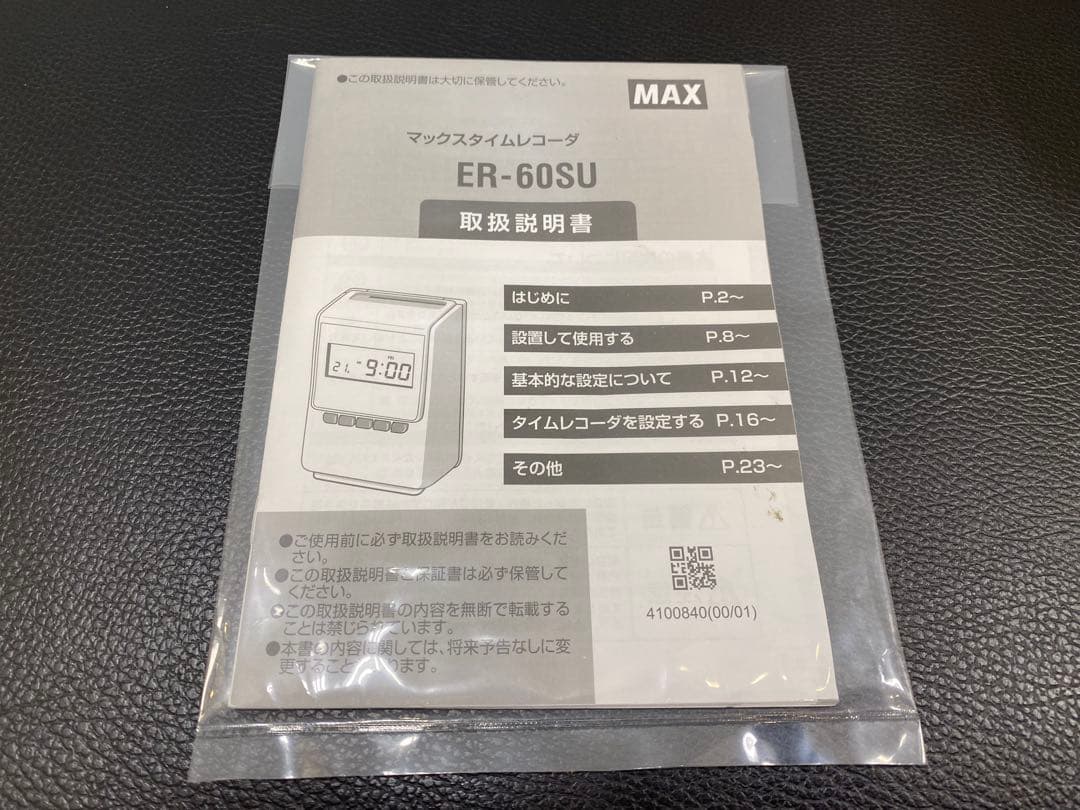 ●この取扱説明書は大切に保管してください。
MAX
マックスタイムレコーダ
ER-60SU
取扱説明書
はじめに P.2～
設置して使用する P.8～
基本的な設定について P.12～
タイムレコーダを設定する P.16～
その他 P.23～
FRI
21. 9:00
●ご使用前に必ず取扱説明書をお読みくだ
さい。
●この取扱説明書と保証書は必ず保管して
ください。
●この取扱説明書の内容を無断で転載する
ことは禁じられています。
●本書の内容に関しては、将来予告なしに変
更することがあります。
4100840(00/01)